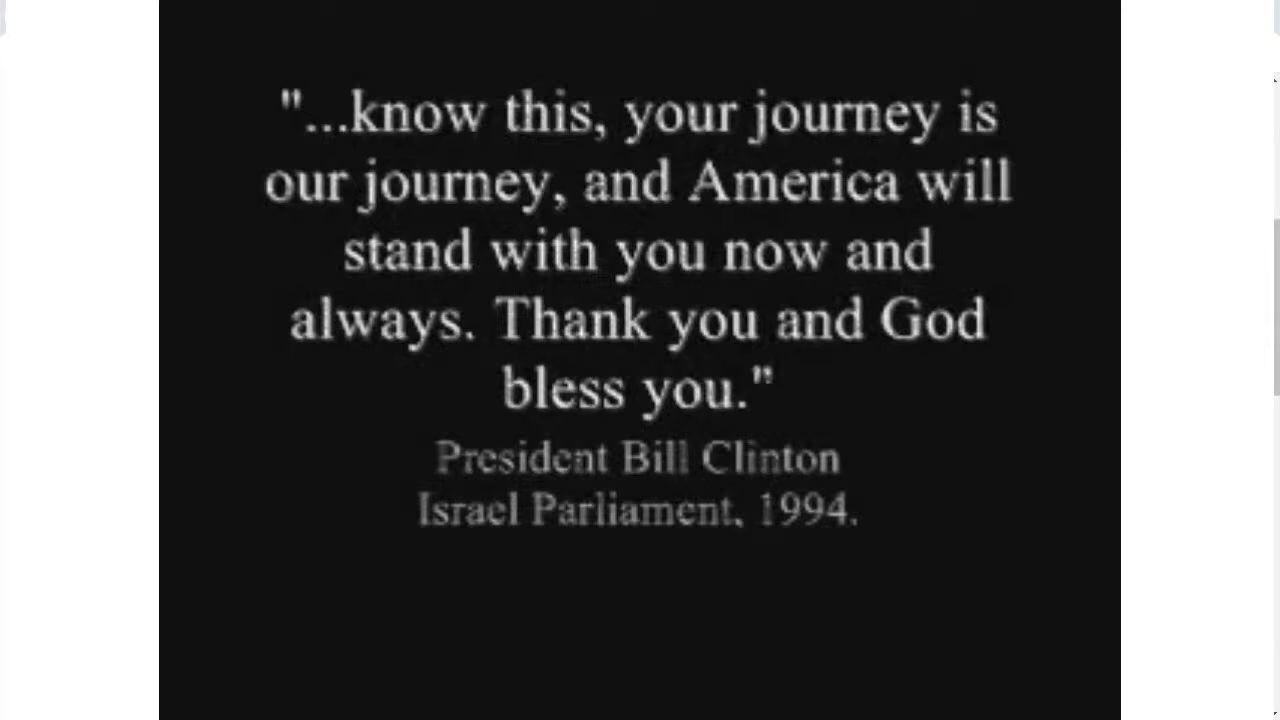 "...know this, your journey is
our journey, and America will
stand with you now and
always. Thank you and God
bless you."
President Bill Clinton
Israel Parliament, 1994.